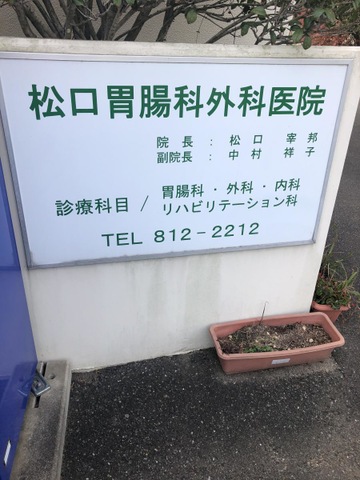 松口胃腸科外科医院
院長：松口 宰邦
副院長：中村 祥子
診療科目／胃腸科・外科・内科
リハビリテーション科
TEL 812-2212